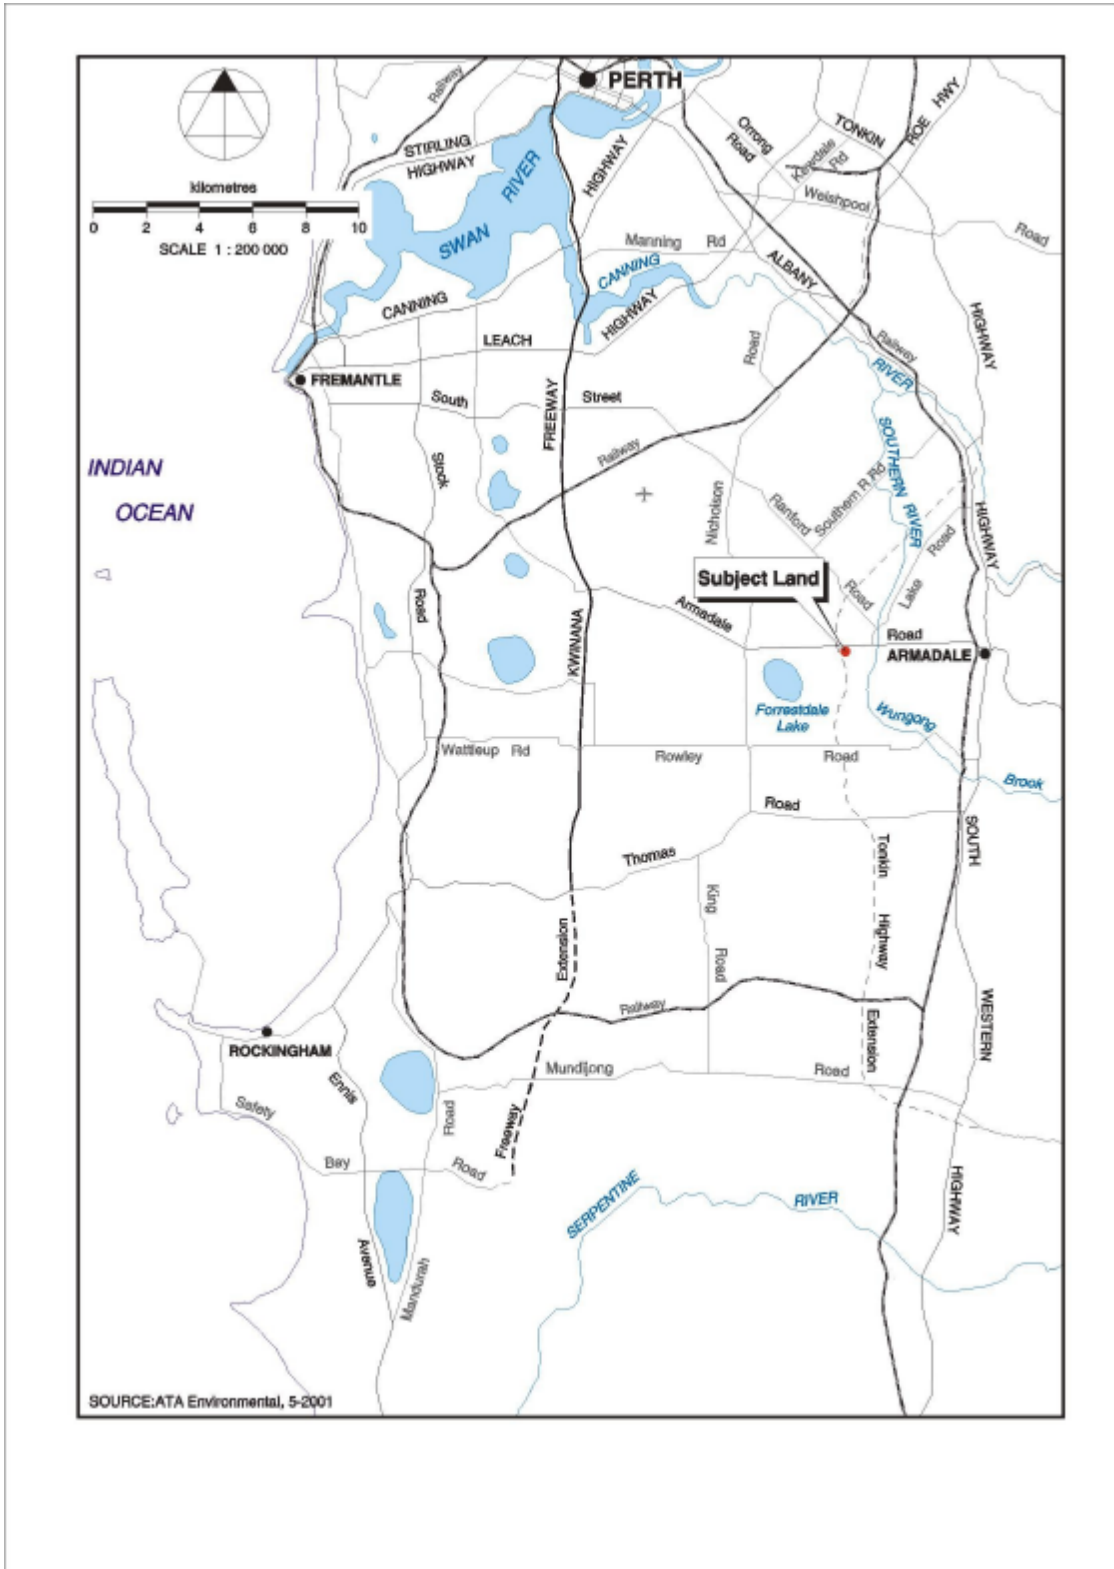 PERTH
Railway
STIRLING
HIGHWAY
HIGHWAY
Orrong
Road
TONKIN
Kewdale
Rd
ROE HWY
Welshpool
Road
kilometres
0 2 4 6 8 10
SCALE 1 : 200 000
SWAN RIVER
Manning Rd
CANNING
ALBANY
CANNING
HIGHWAY
HIGHWAY
LEACH
Road
Railway
RIVER
FREMANTLE
South Street
FREEWAY
Railway
SOUTHERN RIVER
INDIAN
OCEAN
Stock
Road
Nicholson
Ranford
Road
Southern R Rd
Lake Road
HIGHWAY
Subject Land
Armadale
Road
ARMADALE
KWINANA
Forrestdale
Lake
Wungong
Brook
Wattleup Rd
Rowley
Road
Road
Thomas
SOUTH
Tonkin
Highway
Extension
King
Road
Extension
Railway
WESTERN
ROCKINGHAM
Ennis
Mundijong
Road
Safety
Bay
Road
Road
Freeway
SERPENTINE
RIVER
HIGHWAY
Avenue
Mandurah
SOURCE:ATA Environmental, 5-2001